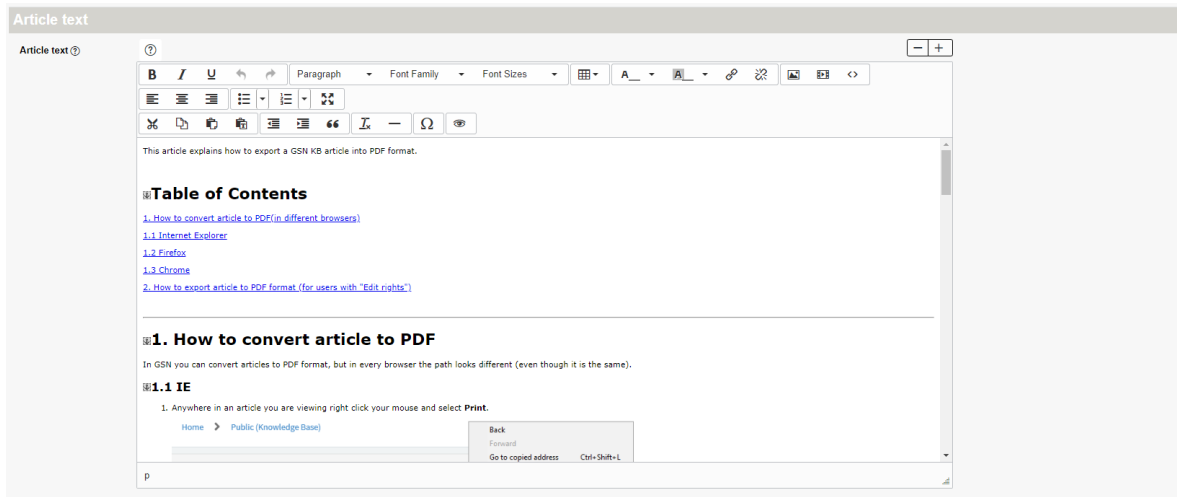 Article text
Article text
B I U Paragraph Font Family Font Sizes A A
This article explains how to export a GSN KB article into PDF format.
Table of Contents
1. How to convert article to PDF(in different browsers)
1.1 Internet Explorer
1.2 Firefox
1.3 Chrome
2. How to export article to PDF format (for users with "Edit rights")
1. How to convert article to PDF
In GSN you can convert articles to PDF format, but in every browser the path looks different (even though it is the same).
1.1 IE
1. Anywhere in an article you are viewing right click your mouse and select Print.
Home > Public (Knowledge Base)
Back
Forward
Go to copied address Ctrl+Shift+L
p